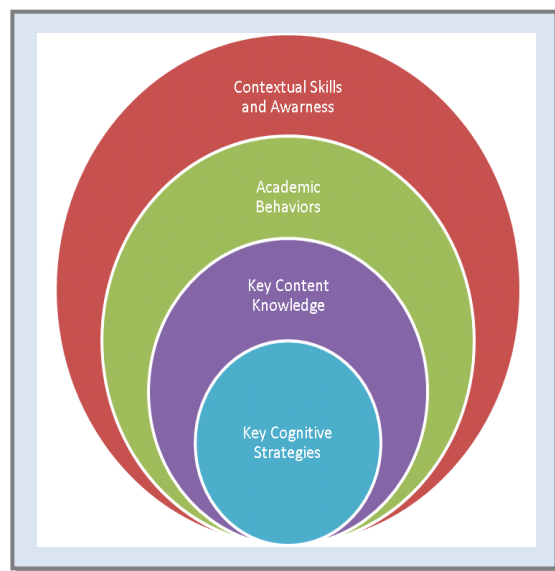 Contextual Skills
and Awarness
Academic
Behaviors
Key Content
Knowledge
Key Cognitive
Strategies